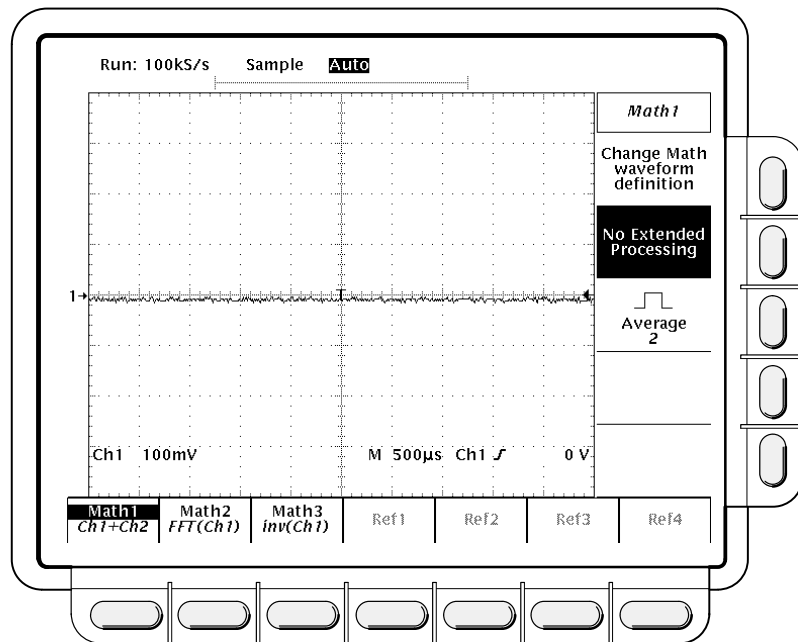 Run: 100kS/s Sample Auto
Math1
Change Math
waveform
definition
No Extended
Processing
Average
2
1
T
Ch1 100mV M 500µs Ch1 0 V
Math1 Math2 Math3 Ref1 Ref2 Ref3 Ref4
Ch1+Ch2 FFT(Ch1) inv(Ch1)